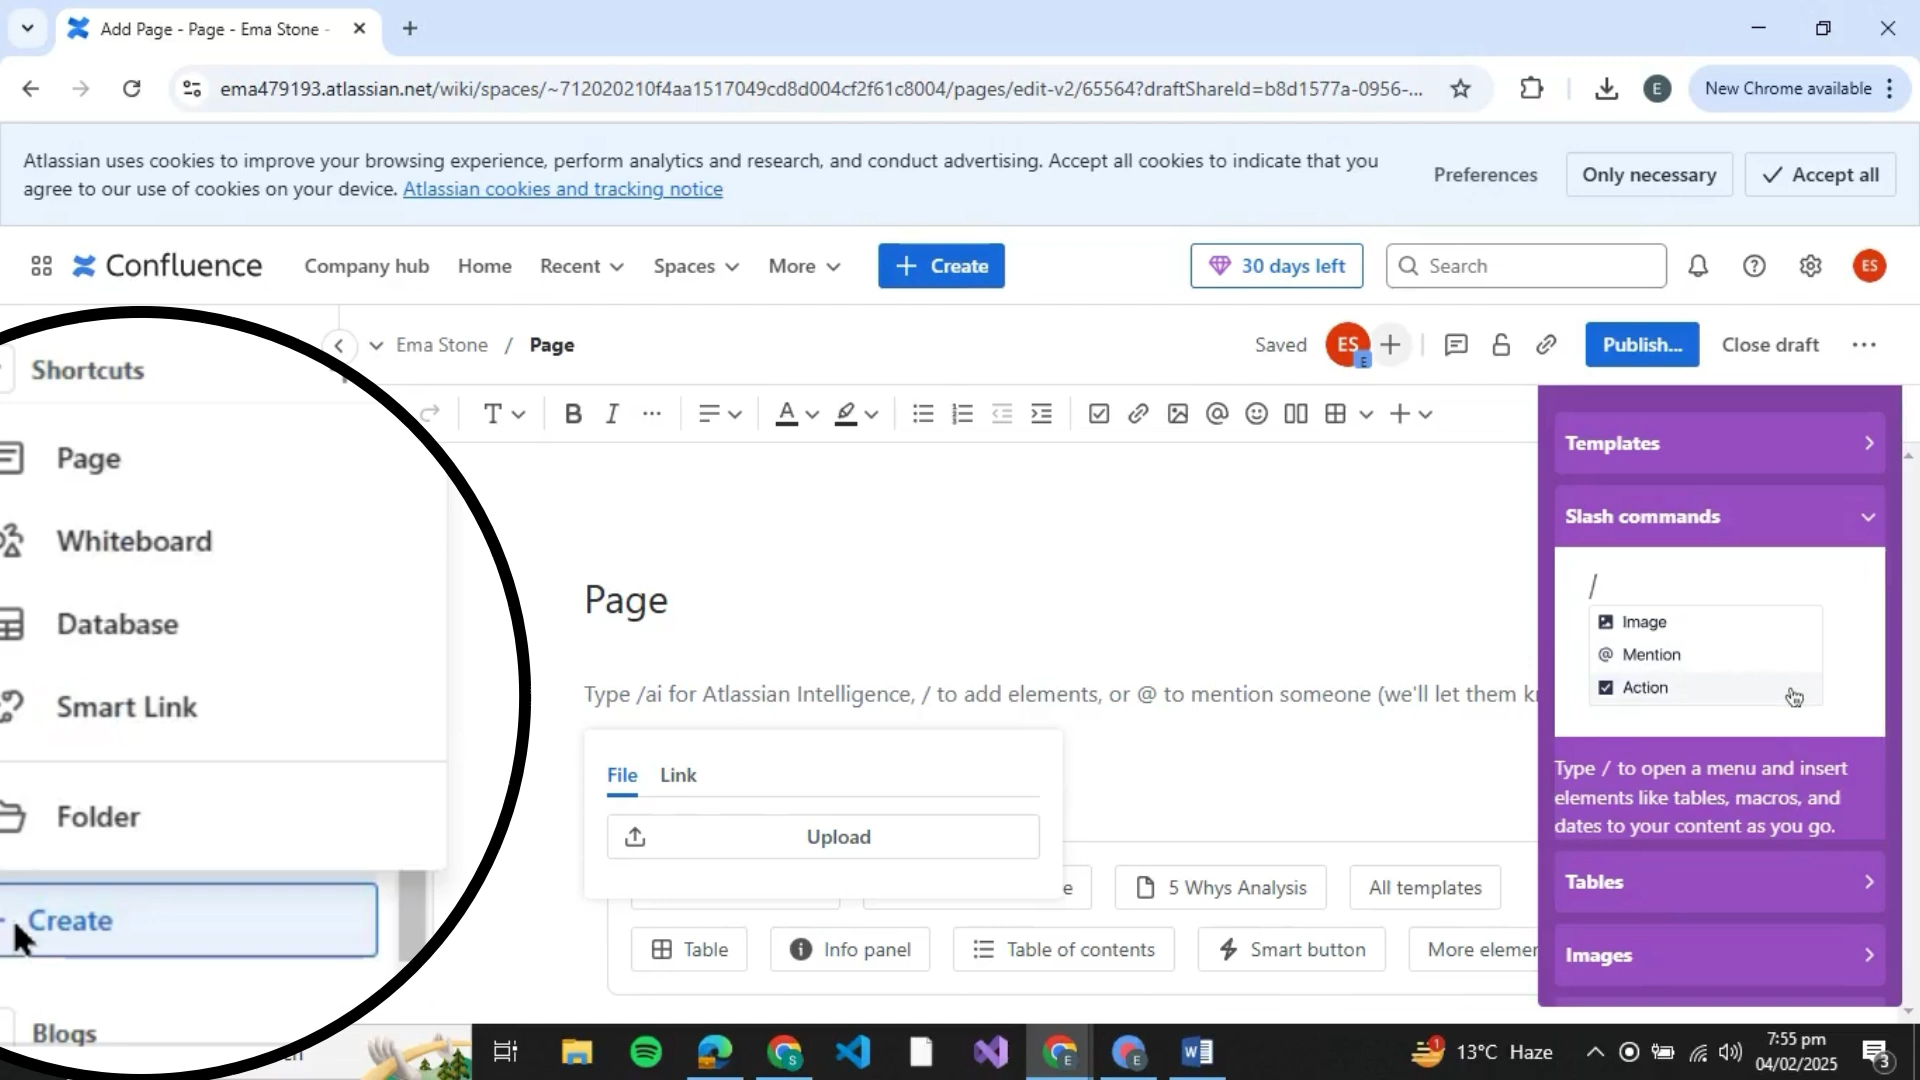 Add Page - Page - Ema Stone -
ema479193.atlassian.net/wiki/spaces/~712020210f4aa1517049cd8d004cf2f61c8004/pages/edit-v2/65564?draftShareId=b8d1577a-0956-...
E
New Chrome available
Atlassian uses cookies to improve your browsing experience, perform analytics and research, and conduct advertising. Accept all cookies to indicate that you
agree to our use of cookies on your device. Atlassian cookies and tracking notice
Preferences
Only necessary
Accept all
Confluence
Company hub
Home
Recent
Spaces
More
+ Create
30 days left
Search
ES
Ema Stone / Page
Saved
ES
E
Publish...
Close draft
Shortcuts
Page
Whiteboard
Database
Smart Link
Folder
Create
Blogs
T
B
I
A
Page
Type /ai for Atlassian Intelligence, / to add elements, or @ to mention someone (we'll let them
File
Link
Upload
5 Whys Analysis
All templates
Table
Info panel
Table of contents
Smart button
More
Templates
Slash commands
/
Image
@ Mention
Action
Type / to open a menu and insert
elements like tables, macros, and
dates to your content as you go.
Tables
Images
S
E
E
1
13°C Haze
7:55 pm
04/02/2025
3